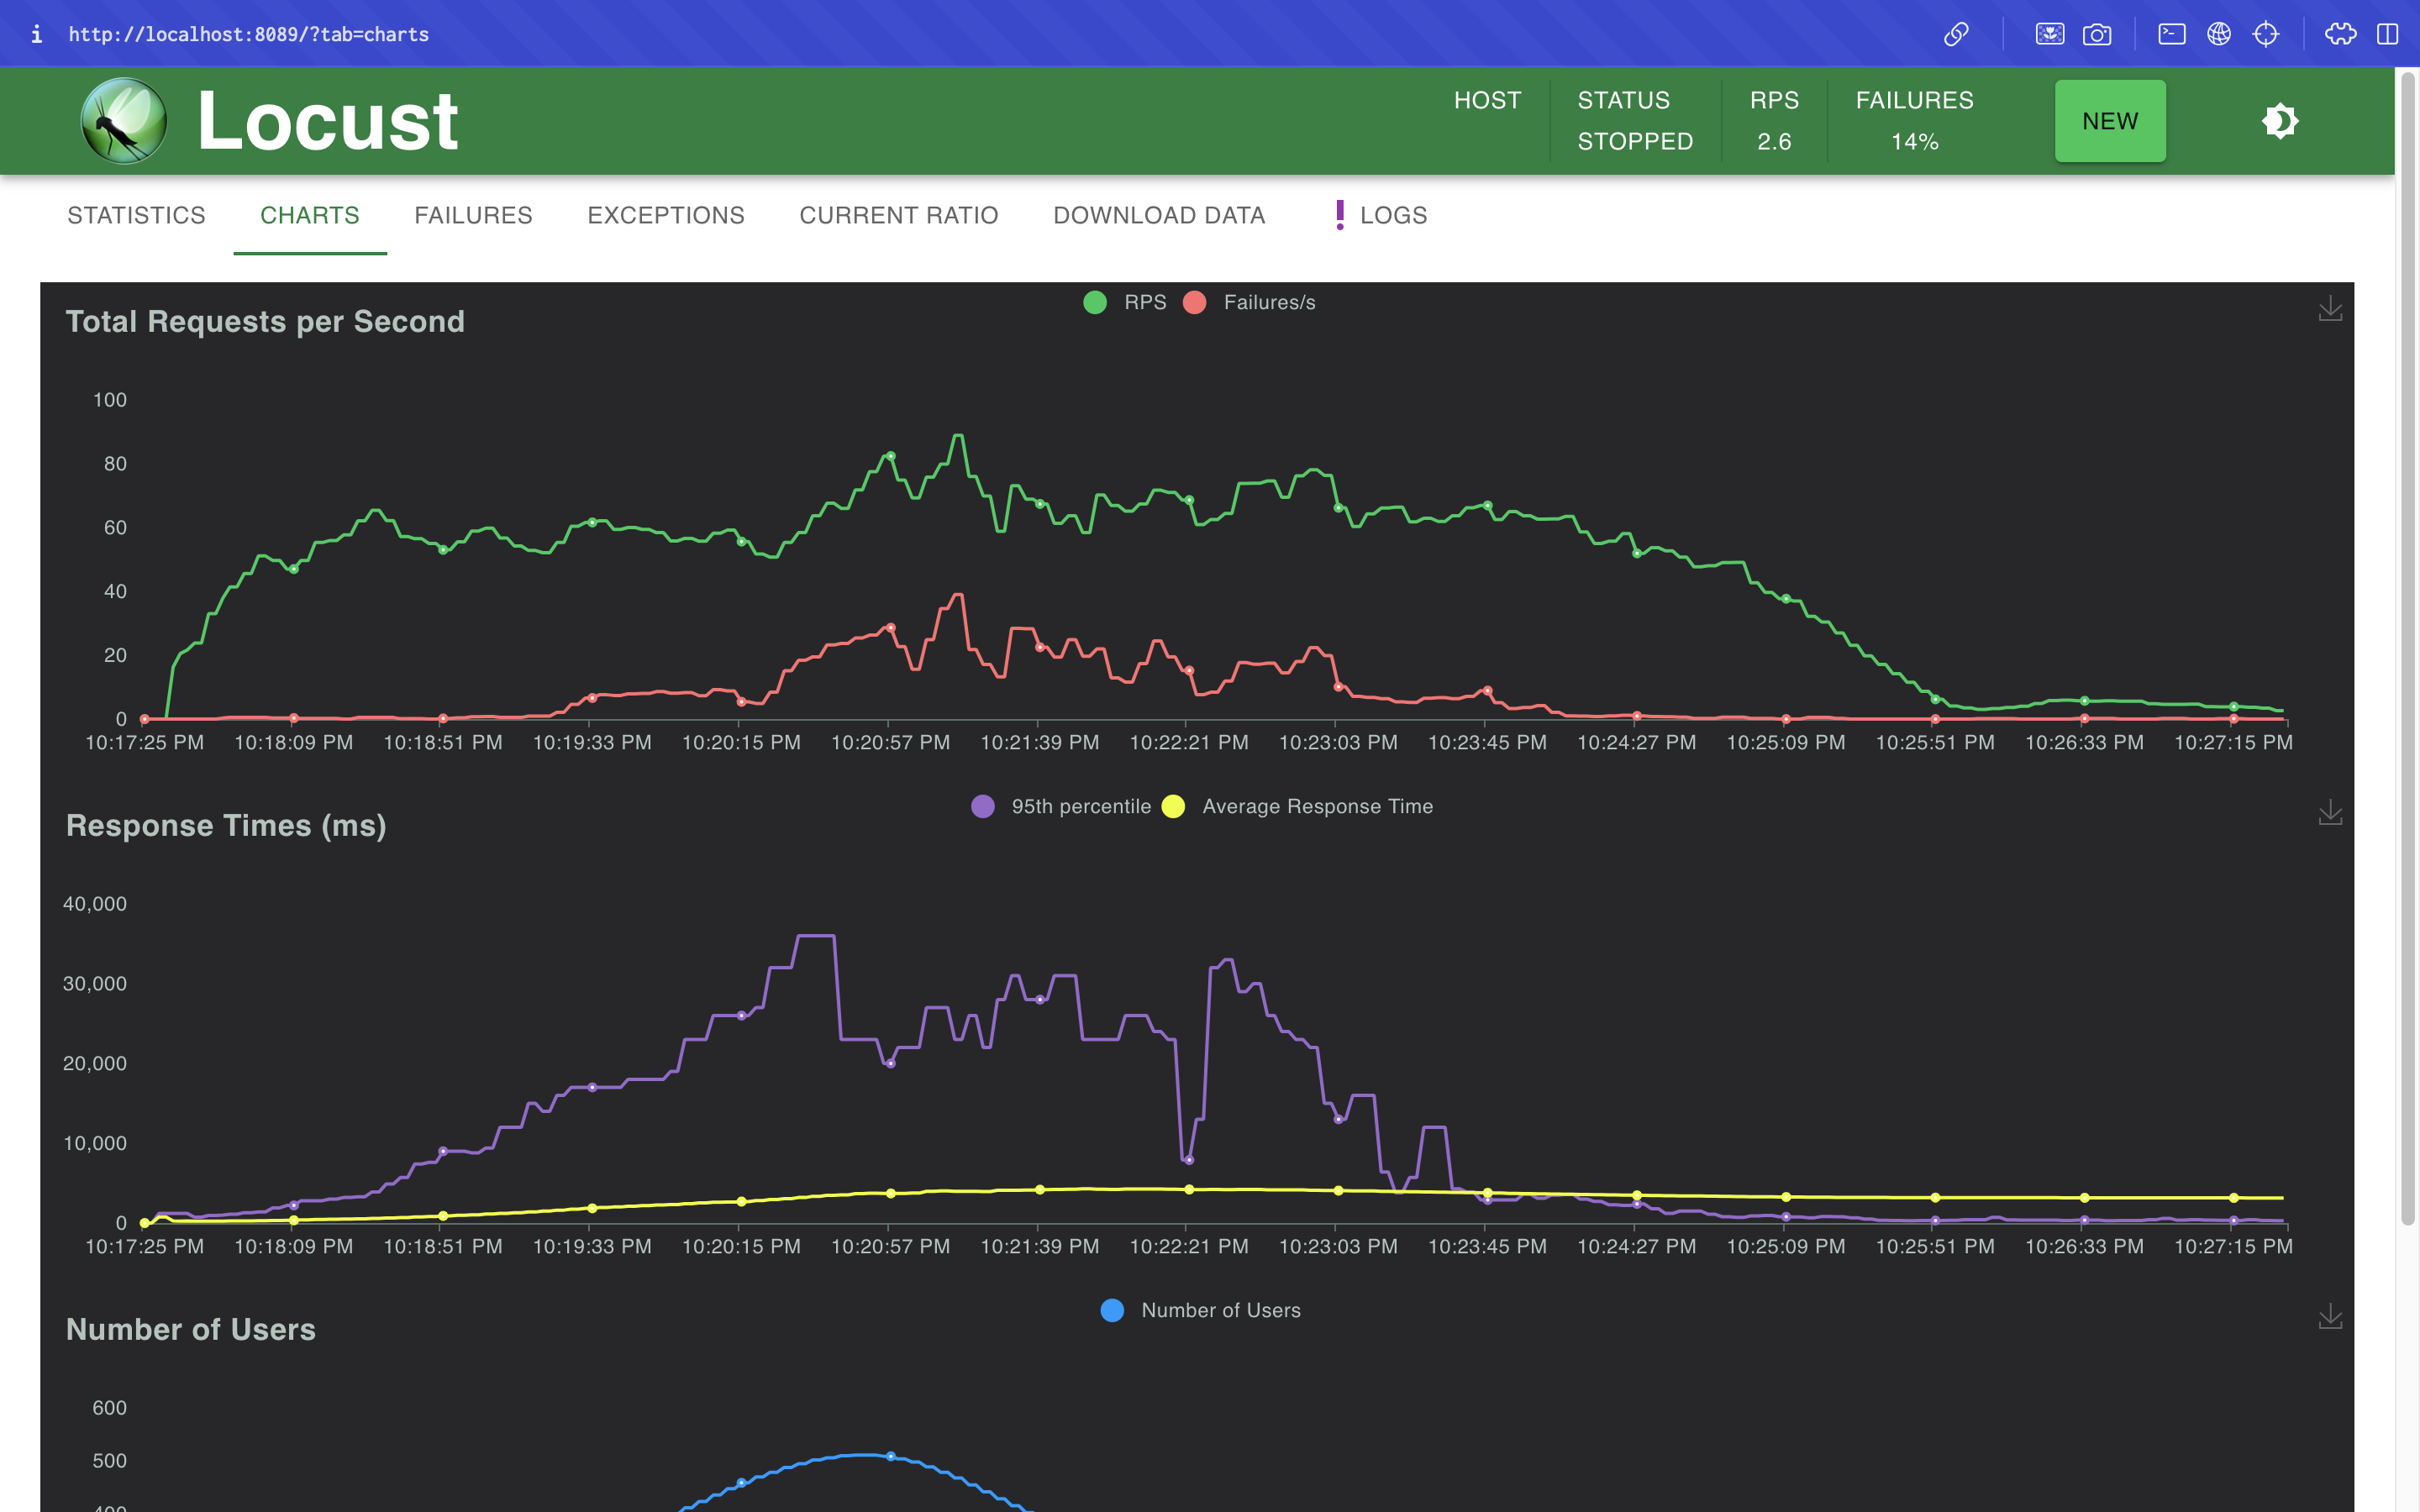 http://localhost:8089/?tab=charts
Locust
HOST
STATUS
STOPPED
RPS
2.6
FAILURES
14%
NEW
STATISTICS CHARTS FAILURES EXCEPTIONS CURRENT RATIO DOWNLOAD DATA LOGS
Total Requests per Second
RPS Failures/s
100
80
60
40
20
0
10:17:25 PM 10:18:09 PM 10:18:51 PM 10:19:33 PM 10:20:15 PM 10:20:57 PM 10:21:39 PM 10:22:21 PM 10:23:03 PM 10:23:45 PM 10:24:27 PM 10:25:09 PM 10:25:51 PM 10:26:33 PM 10:27:15 PM
Response Times (ms)
95th percentile Average Response Time
40,000
30,000
20,000
10,000
0
10:17:25 PM 10:18:09 PM 10:18:51 PM 10:19:33 PM 10:20:15 PM 10:20:57 PM 10:21:39 PM 10:22:21 PM 10:23:03 PM 10:23:45 PM 10:24:27 PM 10:25:09 PM 10:25:51 PM 10:26:33 PM 10:27:15 PM
Number of Users
Number of Users
600
500
400